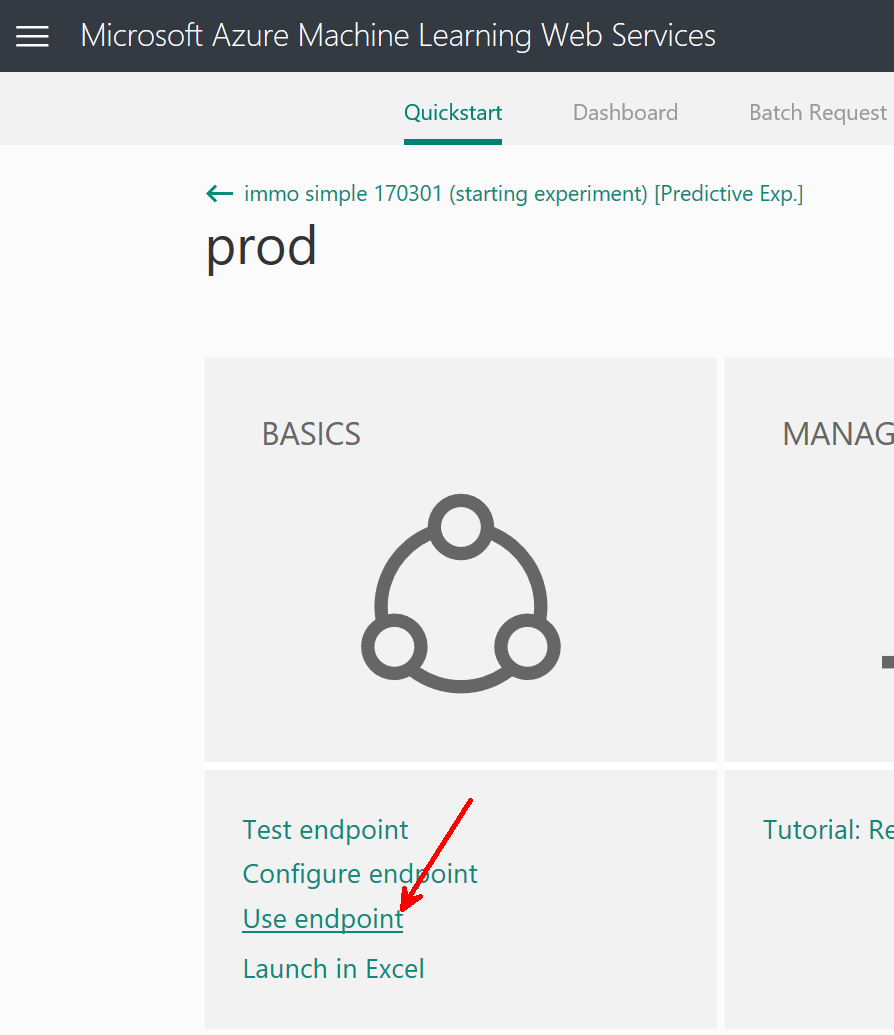 Microsoft Azure Machine Learning Web Services
Quickstart Dashboard Batch Request
immo simple 170301 (starting experiment) [Predictive Exp.]
prod
BASICS
MANAG
Test endpoint
Tutorial: Re
Configure endpoint
Use endpoint
Launch in Excel